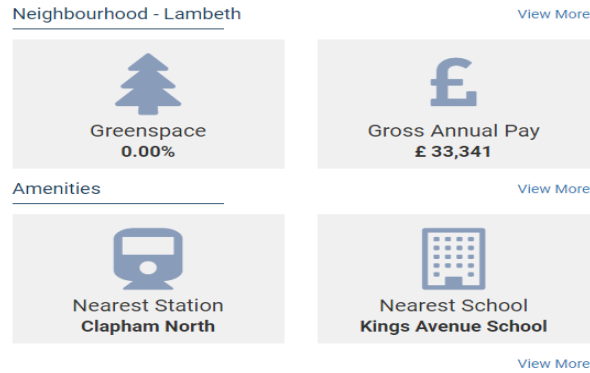 Neighbourhood - Lambeth View More
£
Greenspace Gross Annual Pay
0.00% £ 33,341
Amenities View More
Nearest Station Nearest School
Clapham North Kings Avenue School
View More